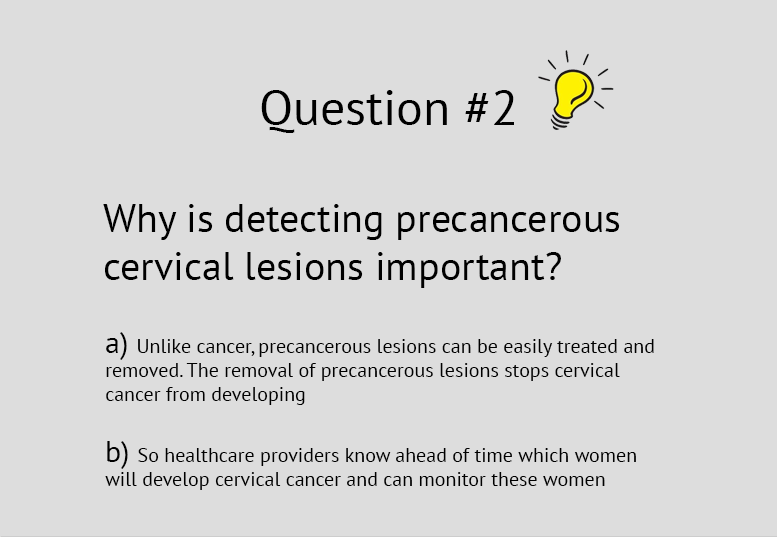 Question #2
Why is detecting precancerous
cervical lesions important?
a) Unlike cancer, precancerous lesions can be easily treated and
removed. The removal of precancerous lesions stops cervical
cancer from developing
b) So healthcare providers know ahead of time which women
will develop cervical cancer and can monitor these women